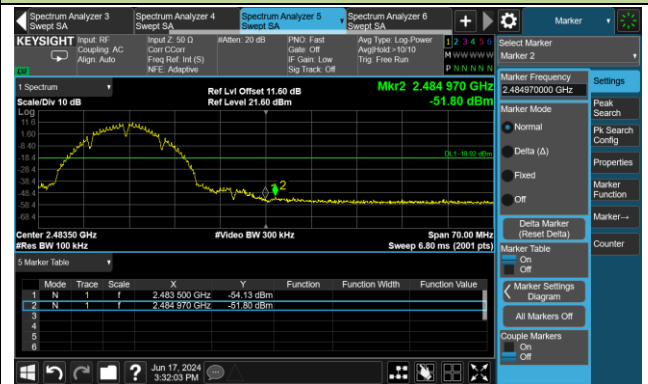 Spectrum Analyzer 3
Swept SA
Spectrum Analyzer 4
Swept SA
Spectrum Analyzer 5
Swept SA
Spectrum Analyzer 6
Swept SA
+
Marker
KEYSIGHT
Input: RF
Coupling: AC
Align: Auto
Input Z: 50 Ω
Corr CCorr
Freq Ref: Int (S)
NFE: Adaptive
#Atten: 20 dB
PNO: Fast
Gate: Off
IF Gain: Low
Sig Track: Off
Avg Type: Log-Power
Avg|Hold:>10/10
Trig: Free Run
1 2 3 4 5 6
M W W W W W
P N N N N N
Select Marker
Marker 2
1 Spectrum
Scale/Div 10 dB
Log
Ref Lvl Offset 11.60 dB
Ref Level 21.60 dBm
Mkr2 2.484 970 GHz
-51.80 dBm
11.6
1.60
-8.40
-18.4
-28.4
-38.4
-48.4
-58.4
-68.4
DL1 -18.92 dBm
2
Center 2.48350 GHz
#Res BW 100 kHz
#Video BW 300 kHz
Span 70.00 MHz
Sweep 6.80 ms (2001 pts)
5 Marker Table
Mode Trace Scale X Y Function Function Width Function Value
1 N 1 f 2.483 500 GHz -54.13 dBm
2 N 1 f 2.484 970 GHz -51.80 dBm
3
4
5
6
Marker Frequency
2.484970000 GHz
Marker Mode
Normal
Delta (Δ)
Fixed
Off
Delta Marker
(Reset Delta)
Marker Table
On
Off
Marker Settings
Diagram
All Markers Off
Couple Markers
On
Off
Settings
Peak
Search
Pk Search
Config
Properties
Marker
Function
Marker→
Counter
?
Jun 17, 2024
3:32:03 PM